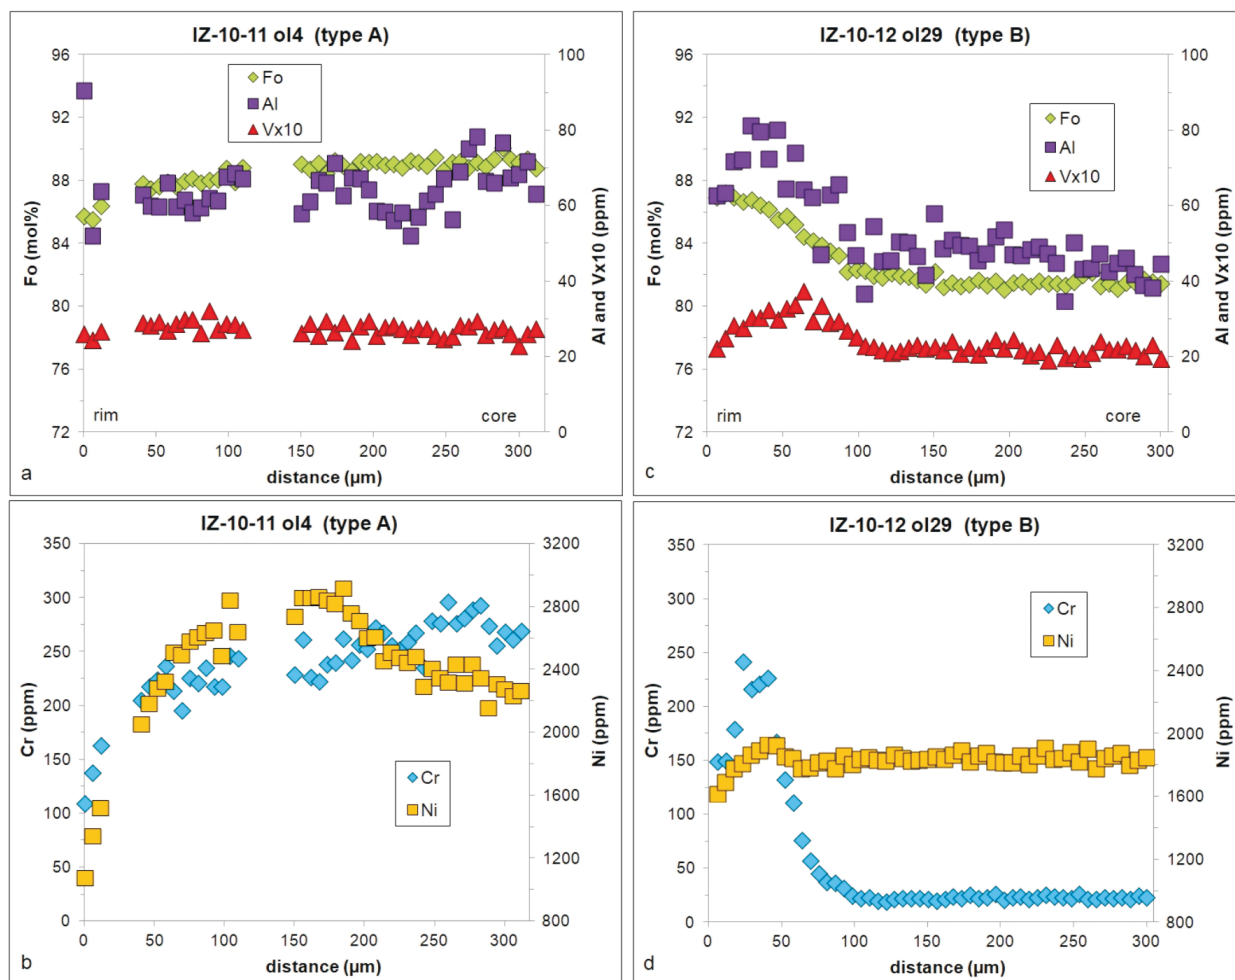 IZ-10-11 ol4 (type A)
96
92
88
84
80
76
72
Fo (mol%)
Fo
Al
Vx10
100
80
60
40
20
0
Al and Vx10 (ppm)
rim
core
0
50
100
150
200
250
300
distance (µm)
a
IZ-10-12 ol29 (type B)
96
92
88
84
80
76
72
Fo (mol%)
Fo
Al
Vx10
100
80
60
40
20
0
Al and Vx10 (ppm)
rim
core
0
50
100
150
200
250
300
distance (µm)
c
IZ-10-11 ol4 (type A)
350
300
250
200
150
100
50
0
Cr (ppm)
Cr
Ni
3200
2800
2400
2000
1600
1200
800
Ni (ppm)
0
50
100
150
200
250
300
distance (µm)
b
IZ-10-12 ol29 (type B)
350
300
250
200
150
100
50
0
Cr (ppm)
Cr
Ni
3200
2800
2400
2000
1600
1200
800
Ni (ppm)
0
50
100
150
200
250
300
distance (µm)
d